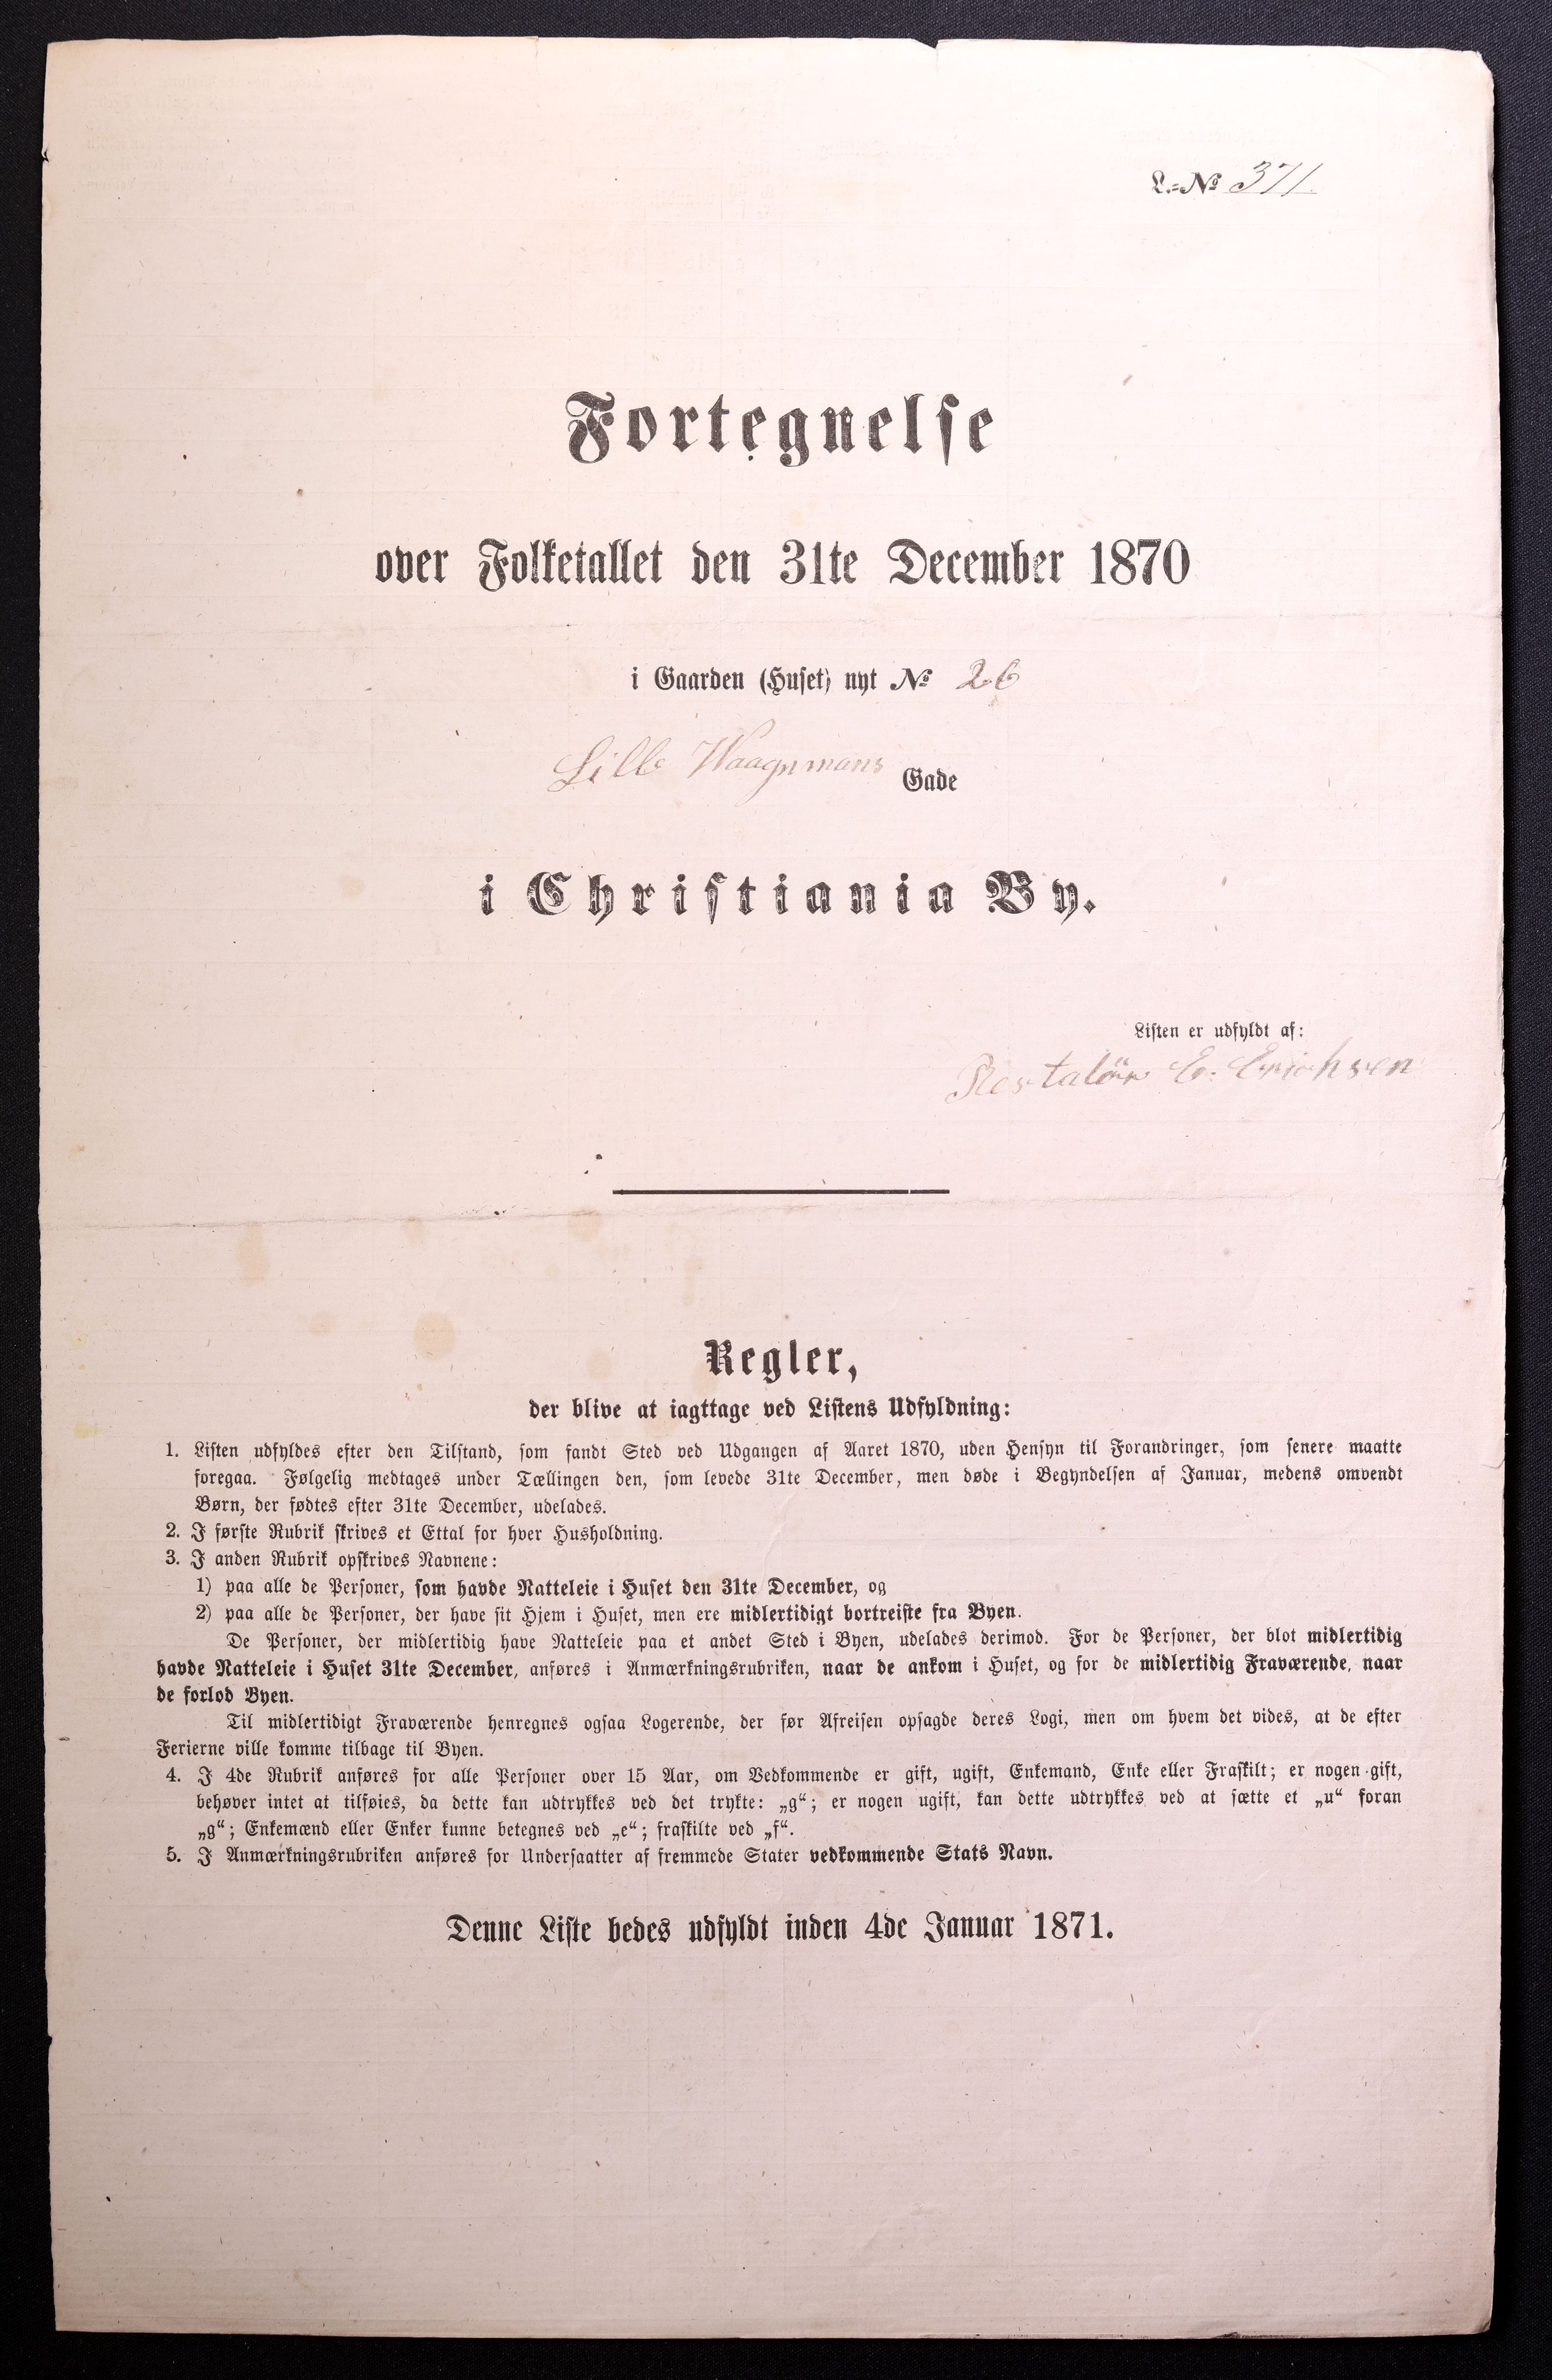 L.-№ 371.
Fortegnelse
over Folketallet den 31te December 1870
i Gaarden (Huset) nyt № 26
Lille Waagnmans Gade
i Christiania By.
Listen er udfyldt af:
Restatör E. Erichsen
Regler,
der blive at iagttage ved Listens Udfyldning:
1. Listen udfyldes efter den Tilstand, som fandt Sted ved Udgangen af Aaret 1870, uden Hensyn til Forandringer, som senere maatte
foregaa. Følgelig medtages under Tællingen den, som levede 31te December, men døde i Begyndelsen af Januar, medens omvendt
Børn, der fødtes efter 31te December, udelades.
2. I første Rubrik skrives et Ettal for hver Husholdning.
3. I anden Rubrik opskrives Navnene:
1) paa alle de Personer, som havde Natteleie i Huset den 31te December, og
2) paa alle de Personer, der have sit Hjem i Huset, men ere midlertidigt bortreiste fra Byen.
De Personer, der midlertidig have Natteleie paa et andet Sted i Byen, udelades derimod. For de Personer, der blot midlertidig
havde Natteleie i Huset 31te December, anføres i Anmærkningsrubriken, naar de ankom i Huset, og for de midlertidig Fraværende, naar
de forlod Byen.
Til midlertidigt Fraværende henregnes ogsaa Logerende, der før Afreisen opsagde deres Logi, men om hvem det vides, at de efter
Ferierne ville komme tilbage til Byen.
4. I 4de Rubrik anføres for alle Personer over 15 Aar, om Vedkommende er gift, ugift, Enkemand, Enke eller Fraskilt; er nogen gift,
behøver intet at tilføies, da dette kan udtrykkes ved det trykte: „g“; er nogen ugift, kan dette udtrykkes ved at sætte et „u“ foran
„g“; Enkemænd eller Enker kunne betegnes ved „e“; fraskilte ved „f“.
5. I Anmærkningsrubriken anføres for Undersaatter af fremmede Stater vedkommende Stats Navn.
Denne Liste bedes udfyldt inden 4de Januar 1871.